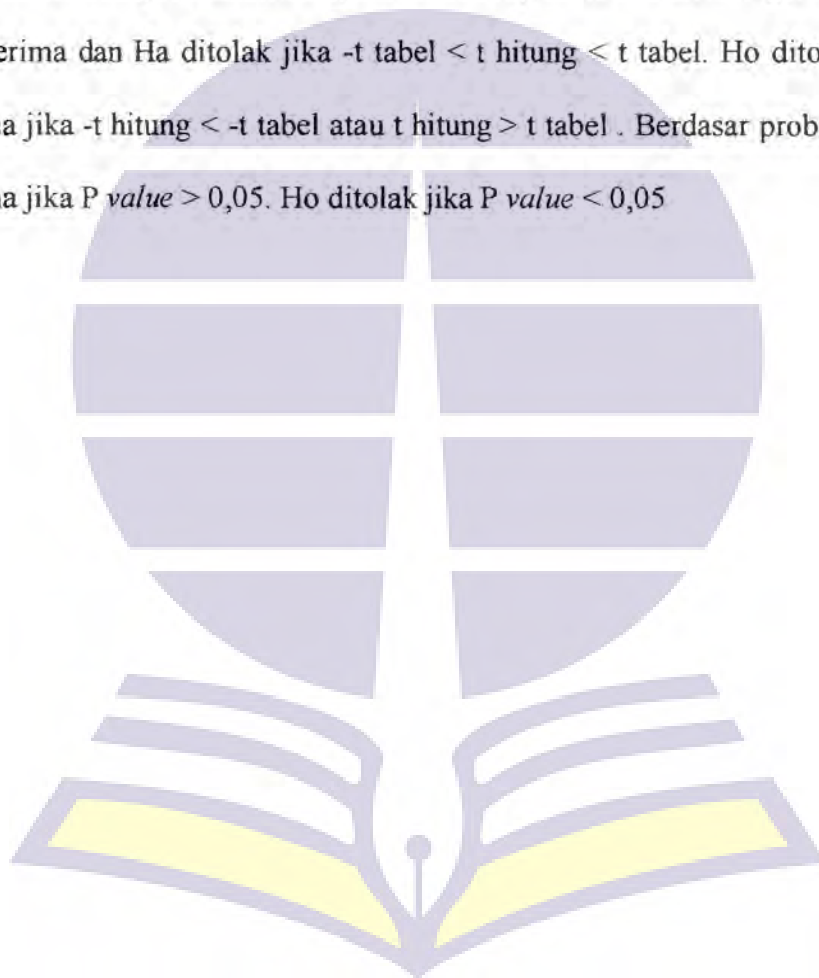 erima dan Ha ditolak jika -t tabel < t hitung < t tabel. Ho dito
a jika -t hitung < -t tabel atau t hitung > t tabel . Berdasar prob
a jika P value > 0,05. Ho ditolak jika P value < 0,05